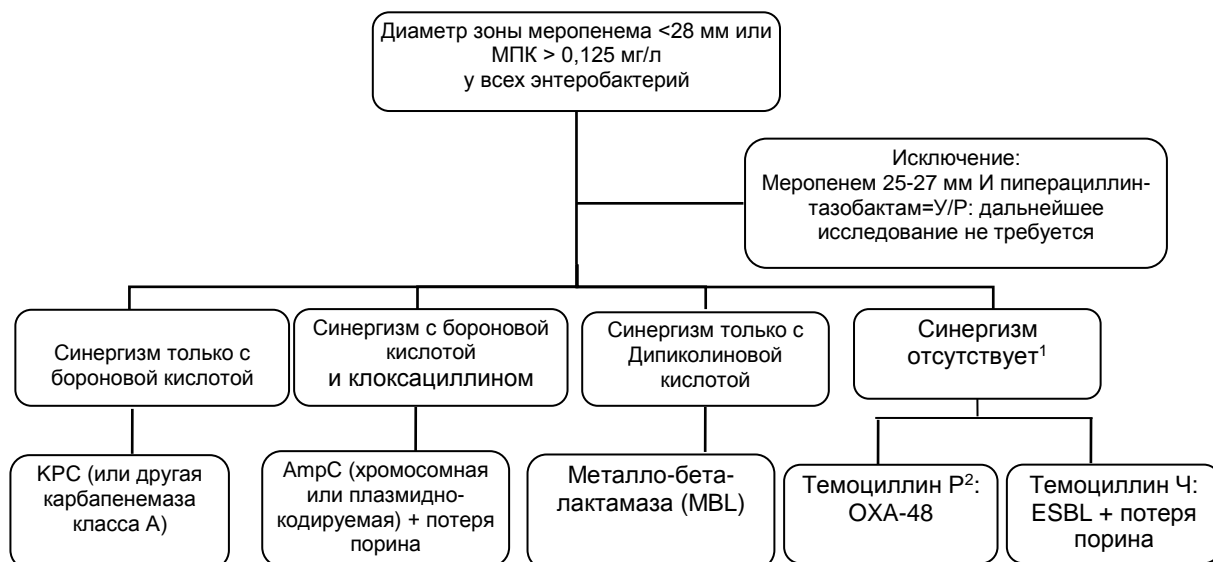 Диаметр зоны меропенема <28 мм или
МПК > 0,125 мг/л
у всех энтеробактерий
Исключение:
Меропенем 25-27 мм И пиперациллин-
тазобактам=У/Р: дальнейшее
исследование не требуется
Синергизм только с
бороновой кислотой
Синергизм с бороновой
кислотой
и клоксациллином
Синергизм только с
Дипиколиновой
кислотой
Синергизм
отсутствует¹
KPC (или другая
карбапенемаза
класса А)
AmpC (хромосомная
или плазмидно-
кодируемая) + потеря
порина
Металло-бета-
лактамаза (MBL)
Темоциллин Р²:
ОХА-48
Темоциллин Ч:
ESBL + потеря
порина